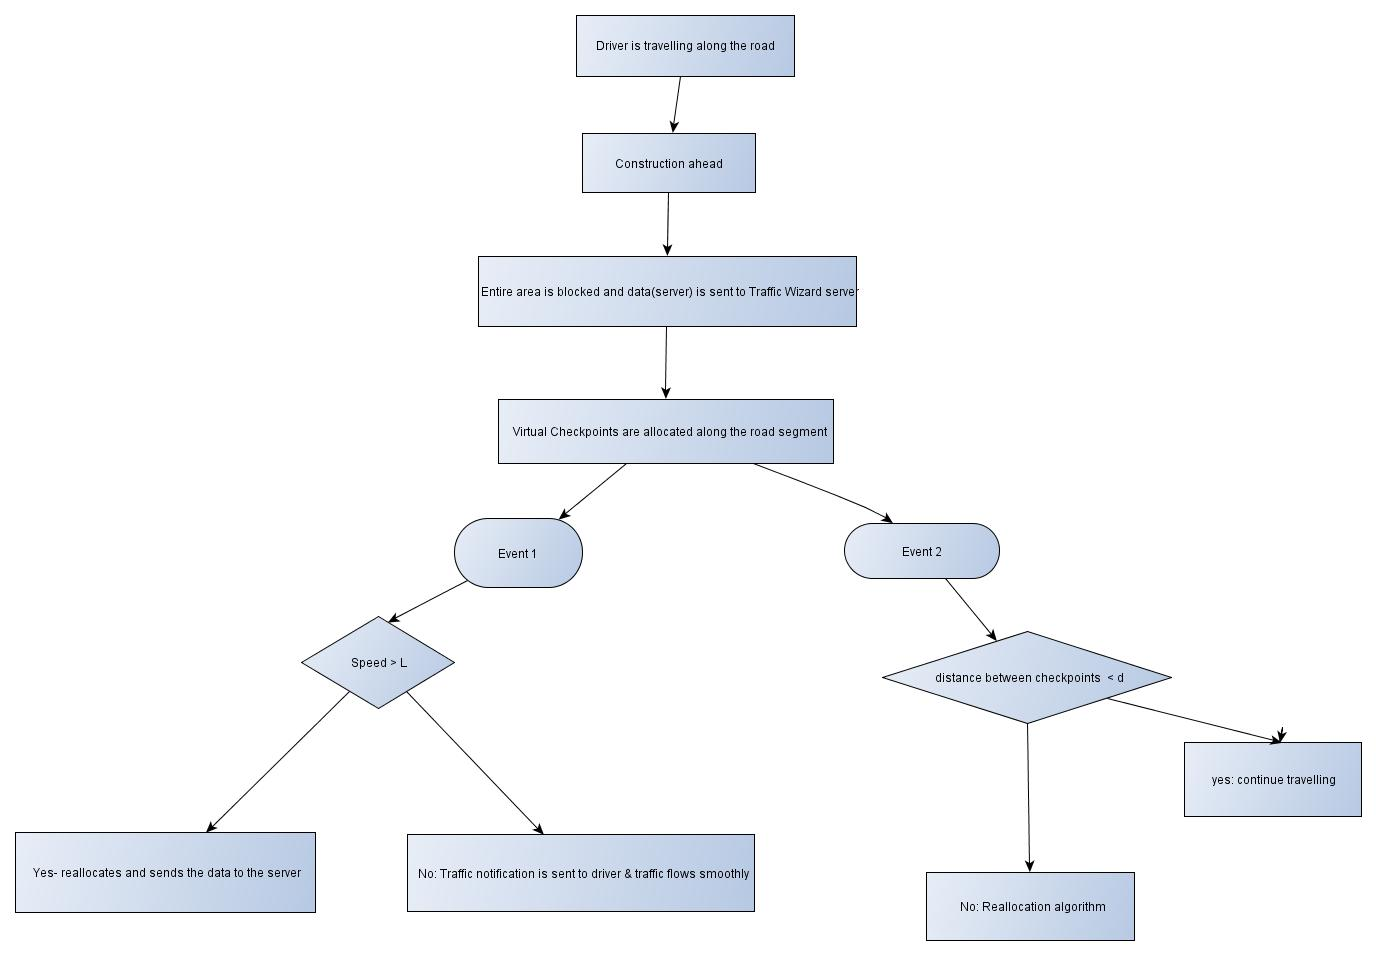 Driver is travelling along the road
Construction ahead
Entire area is blocked and data(server) is sent to Traffic Wizard server
Virtual Checkpoints are allocated along the road segment
Event 1
Event 2
Speed > L
distance between checkpoints < d
yes: continue travelling
Yes- reallocates and sends the data to the server
No: Traffic notification is sent to driver & traffic flows smoothly
No: Reallocation algorithm